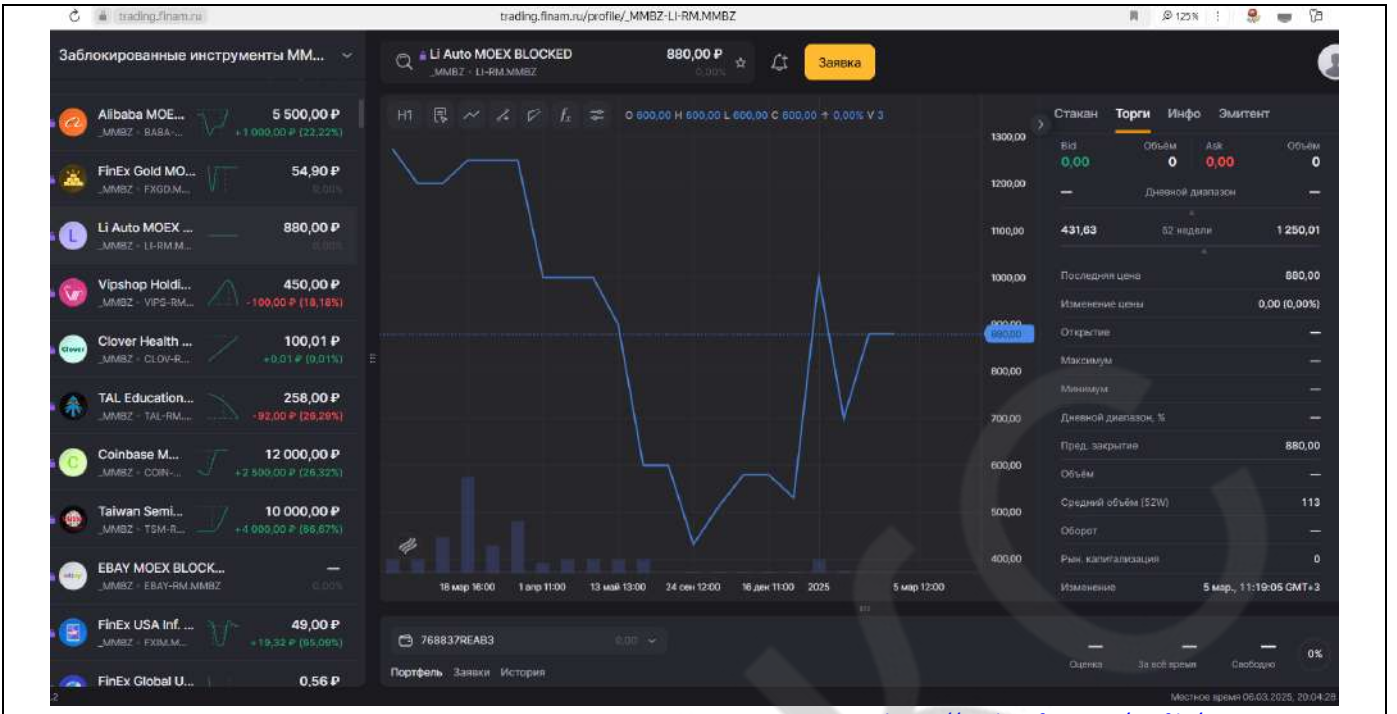 trading.finam.ru
trading.finam.ru/profile/_MMBZ-LI-RM.MMBZ
125%
Заблокированные инструменты MM...
Li Auto MOEX BLOCKED
880,00 ₽
_MMBZ · LI-RM.MMBZ
0,00%
Заявка
Alibaba MOE...
5 500,00 ₽
_MMBZ · BABA-...
+1 000,00 ₽ (22,22%)
FinEx Gold MO...
54,90 ₽
_MMBZ · FXGD.M...
0,00%
Li Auto MOEX ...
880,00 ₽
_MMBZ · LI-RM.M...
0,00%
Vipshop Holdi...
450,00 ₽
_MMBZ · VIPS-RM...
-100,00 ₽ (18,18%)
Clover Health ...
100,01 ₽
_MMBZ · CLOV-R...
+0,01 ₽ (0,01%)
TAL Education...
258,00 ₽
_MMBZ · TAL-RM....
-92,00 ₽ (26,29%)
Coinbase M...
12 000,00 ₽
_MMBZ · COIN-...
+2 500,00 ₽ (26,32%)
Taiwan Semi...
10 000,00 ₽
_MMBZ · TSM-R...
+4 000,00 ₽ (66,67%)
EBAY MOEX BLOCK...
—
_MMBZ · EBAY-RM.MMBZ
0,00%
FinEx USA Inf. ...
49,00 ₽
_MMBZ · FXIM.M...
+19,32 ₽ (65,09%)
FinEx Global U...
0,56 ₽
H1
O 600,00 H 600,00 L 600,00 C 600,00 + 0,00% V 3
1300,00
1200,00
1100,00
1000,00
900,00
880,00
800,00
700,00
600,00
500,00
400,00
18 мар 16:00 1 апр 11:00 13 май 13:00 24 сен 12:00 16 дек 11:00 2025 5 мар 12:00
Стакан Торги Инфо Эмитент
Bid Объём Ask Объём
0,00 0 0,00 0
— Дневной диапазон —
431,63 52 недели 1 250,01
Последняя цена 880,00
Изменение цены 0,00 (0,00%)
Открытие —
Максимум —
Минимум —
Дневной диапазон, % —
Пред. закрытие 880,00
Объём —
Средний объём (52W) 113
Оборот —
Рын. капитализация 0
Изменение 5 мар., 11:19:05 GMT+3
768837REAB3
0,00
Портфель Заявки История
— — —
Оценка За всё время Свободно
0%
Местное время 06.03.2025, 20:04:28